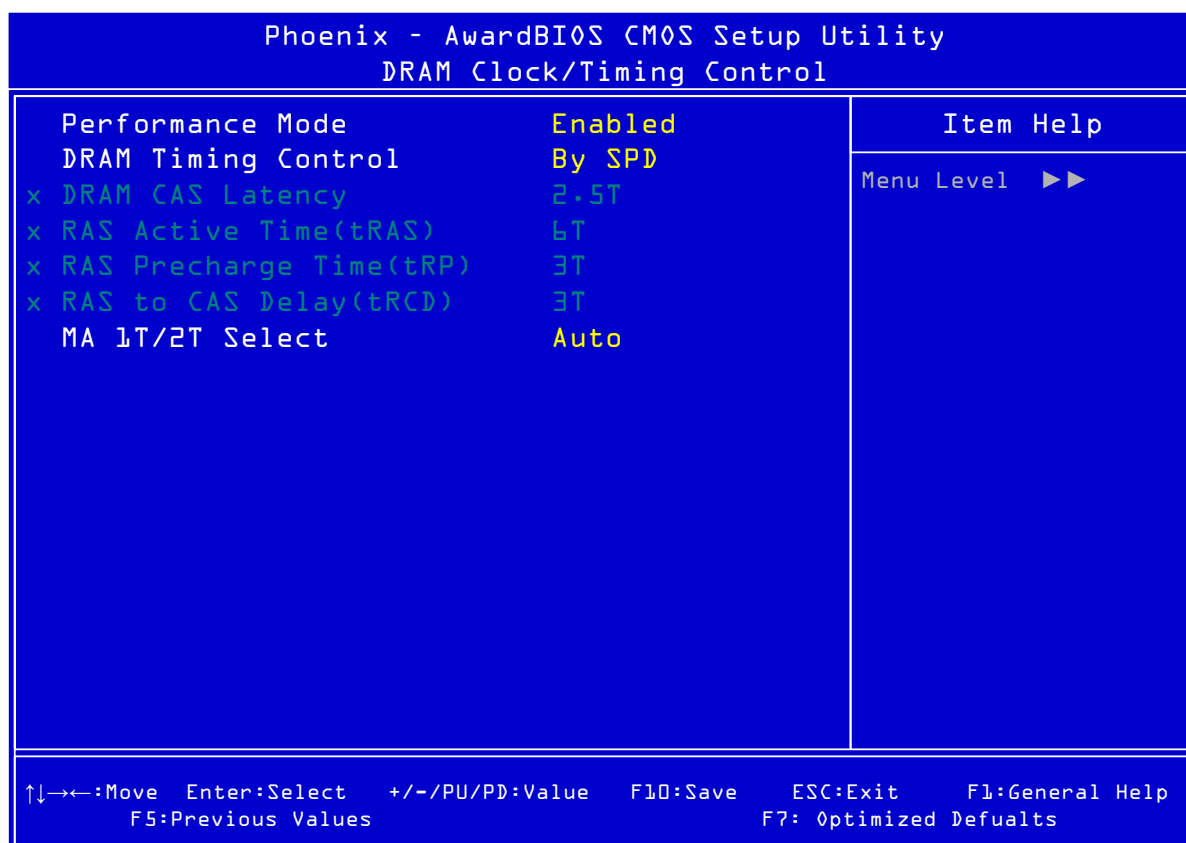 Phoenix - AwardBIOS CMOS Setup Utility
DRAM Clock/Timing Control
Performance Mode Enabled
DRAM Timing Control By SPD
x DRAM CAS Latency 2.5T
x RAS Active Time(tRAS) 6T
x RAS Precharge Time(tRP) 3T
x RAS to CAS Delay(tRCD) 3T
MA 1T/2T Select Auto
Item Help
Menu Level ►►
↑↓→←:Move Enter:Select +/-/PU/PD:Value F10:Save ESC:Exit F1:General Help
F5:Previous Values F7: Optimized Defualts